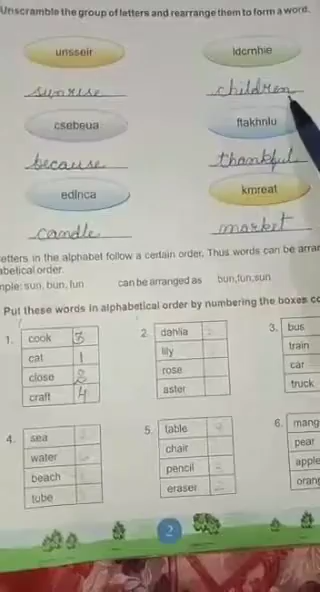 Unscramble the group of letters and rearrange them to form a word.
unsseir ldcrnhie
sunrise children
csebeua ftakhnlu
because thankful
edlnca kmreat
candle market
etters in the alphabet follow a certain order. Thus words can be arrar
abetical order.
nple: sun, bun, fun can be arranged as bun,fun,sun
Put these words in alphabetical order by numbering the boxes co
1. cook 3 2. dahlia 3. bus
cat 1 lily train
close 2 rose car
craft 4 aster truck
4. sea 5. table 6. mang
water chair pear
beach pencil apple
tube eraser orang
2